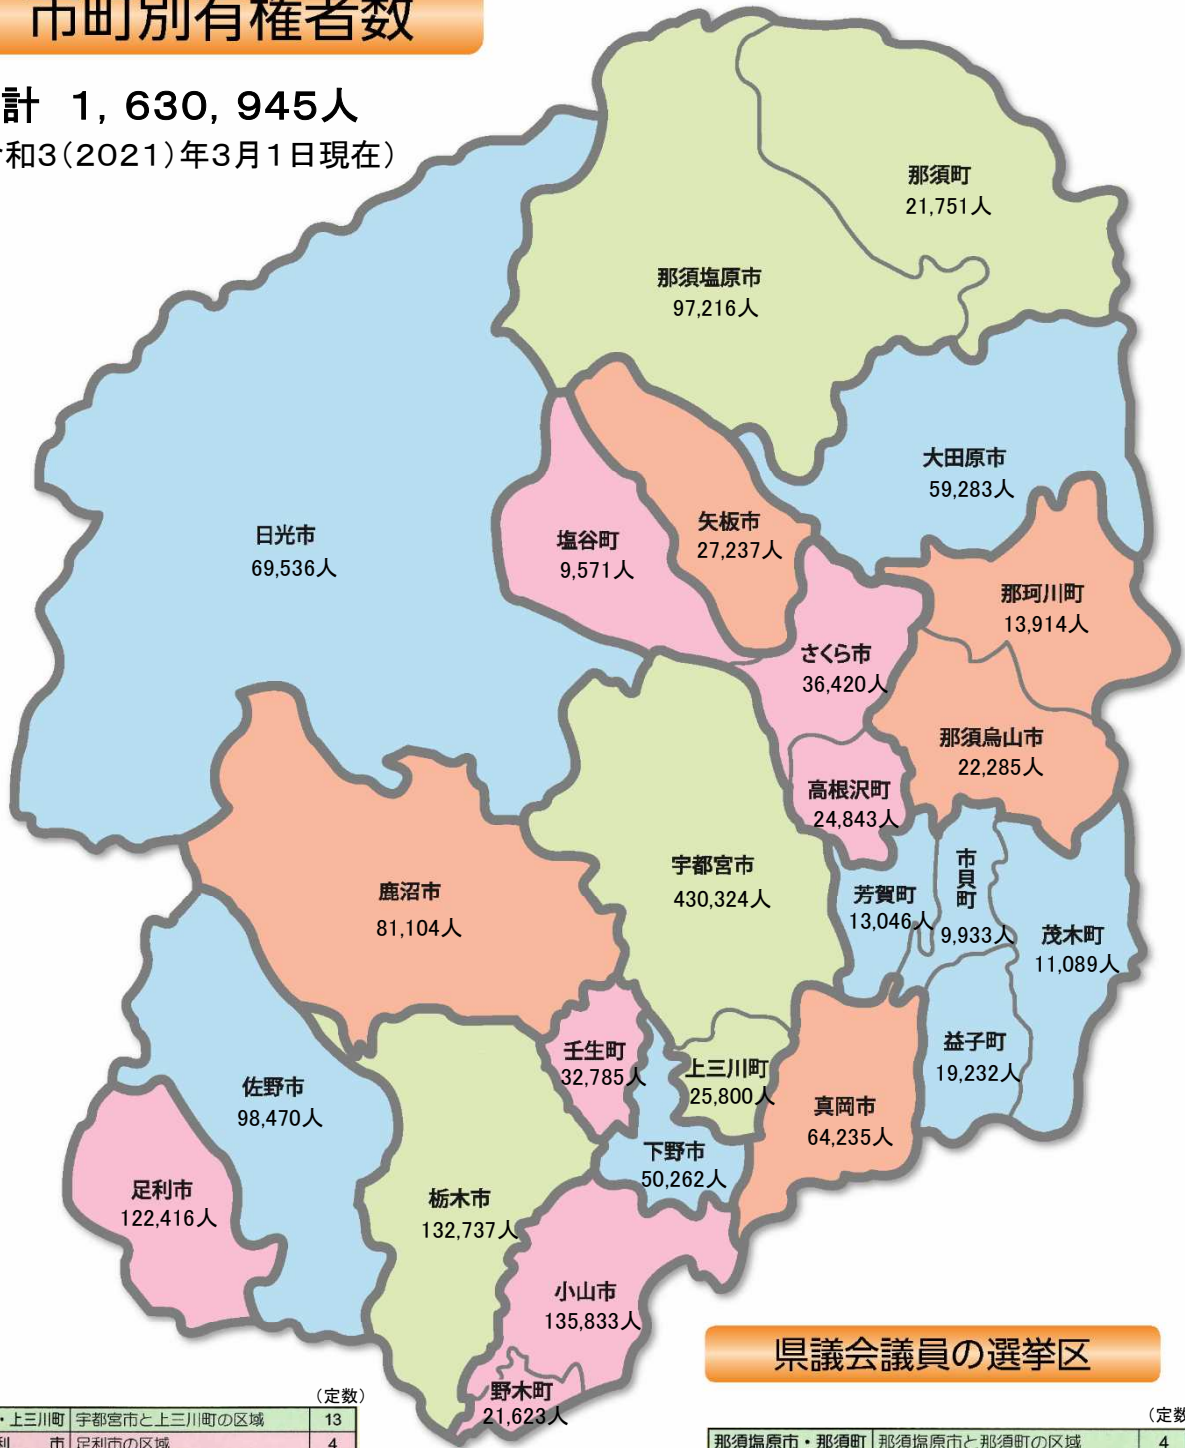 市町別有権者数
計 1,630,945人
和3(2021)年3月1日現在)
那須町
21,751人
那須塩原市
97,216人
大田原市
59,283人
矢板市
27,237人
日光市
69,536人
塩谷町
9,571人
那珂川町
13,914人
さくら市
36,420人
那須烏山市
22,285人
高根沢町
24,843人
宇都宮市
430,324人
市貝町
9,933人
芳賀町
13,046人
鹿沼市
81,104人
茂木町
11,089人
益子町
19,232人
壬生町
32,785人
上三川町
25,800人
佐野市
98,470人
真岡市
64,235人
下野市
50,262人
足利市
122,416人
栃木市
132,737人
小山市
135,833人
野木町
21,623人
県議会議員の選挙区
(定数)
・上三川町 宇都宮市と上三川町の区域 13
市 足利市の区域 4
(定数
那須塩原市・那須町 那須塩原市と那須町の区域 4